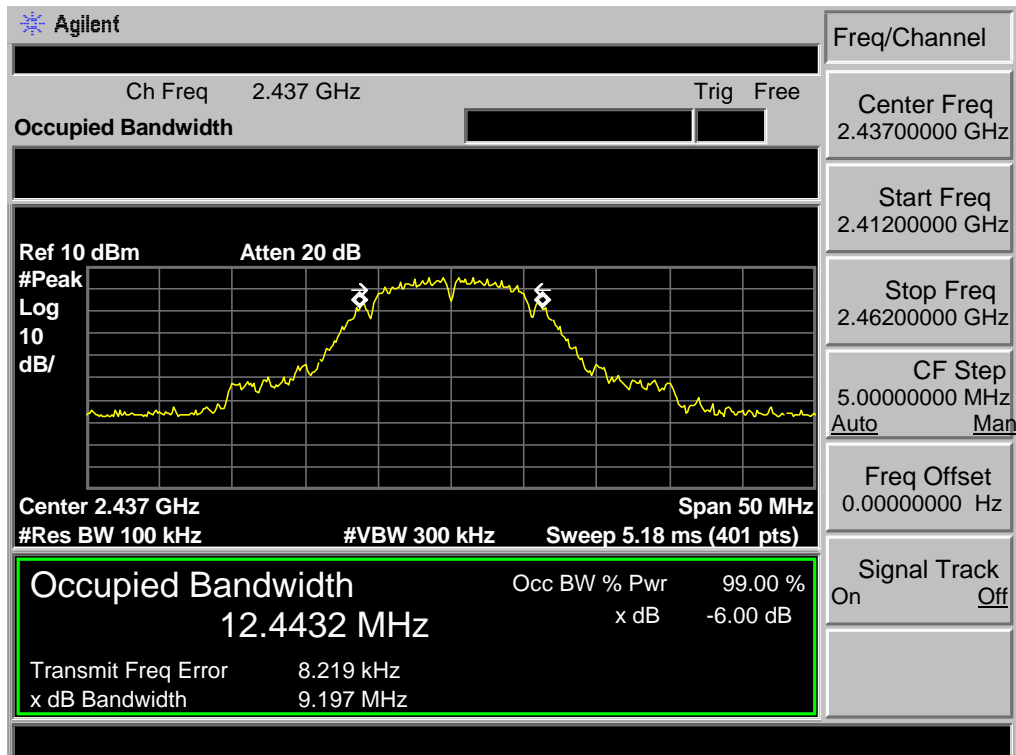 Agilent
Freq/Channel
Ch Freq 2.437 GHz Trig Free
Occupied Bandwidth
Center Freq
2.43700000 GHz
Start Freq
2.41200000 GHz
Ref 10 dBm Atten 20 dB
#Peak
Log
10
dB/
Stop Freq
2.46200000 GHz
CF Step
5.00000000 MHz
Auto Man
Freq Offset
0.00000000 Hz
Center 2.437 GHz Span 50 MHz
#Res BW 100 kHz #VBW 300 kHz Sweep 5.18 ms (401 pts)
Signal Track
On Off
Occupied Bandwidth Occ BW % Pwr 99.00 %
12.4432 MHz x dB -6.00 dB
Transmit Freq Error 8.219 kHz
x dB Bandwidth 9.197 MHz